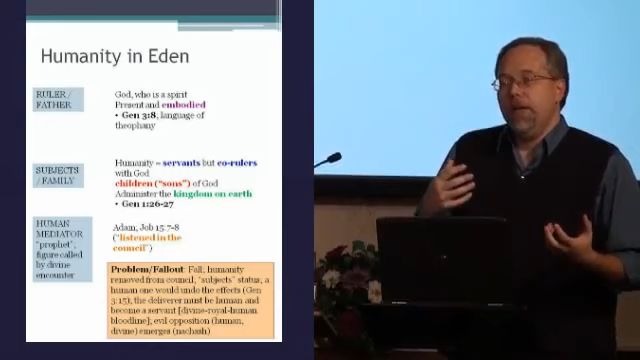 Humanity in Eden
RULER /
FATHER
God, who is a spirit
Present and embodied
• Gen 3:8, language of
theophany
SUBJECTS
/ FAMILY
Humanity = servants but co-rulers
with God
children ("sons") of God
Administer the kingdom on earth
• Gen 1:26-27
HUMAN
MEDIATOR
"prophet",
figure called
by divine
encounter
Adam; Job 15:7-8
("listened in the
council")
Problem/Fallout: Fall; humanity
removed from council, "subjects" status, a
human one would undo the effects (Gen
3:15); the deliverer must be human and
become a servant [divine-royal-human
bloodline]; evil opposition (human,
divine) emerges (nachash)